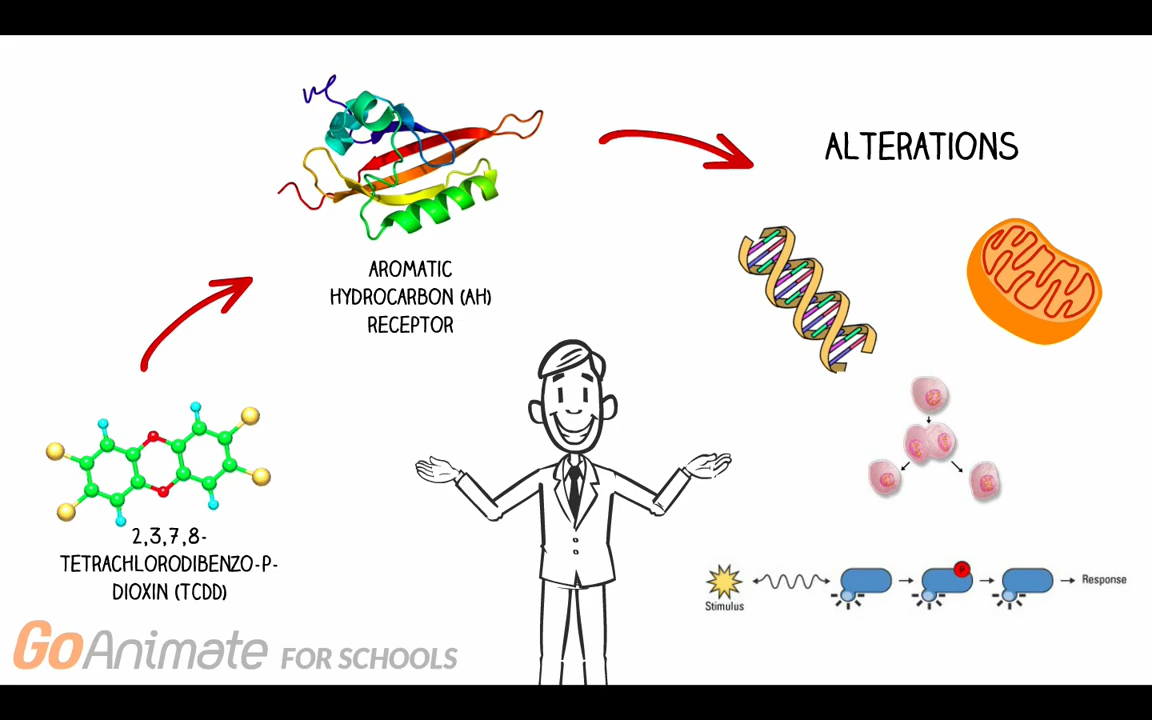 ALTERATIONS
AROMATIC
HYDROCARBON (AH)
RECEPTOR
2,3,7,8-
TETRACHLORODIBENZO-P-
DIOXIN (TCDD)
P
Response
Stimulus
GoAnimate FOR SCHOOLS